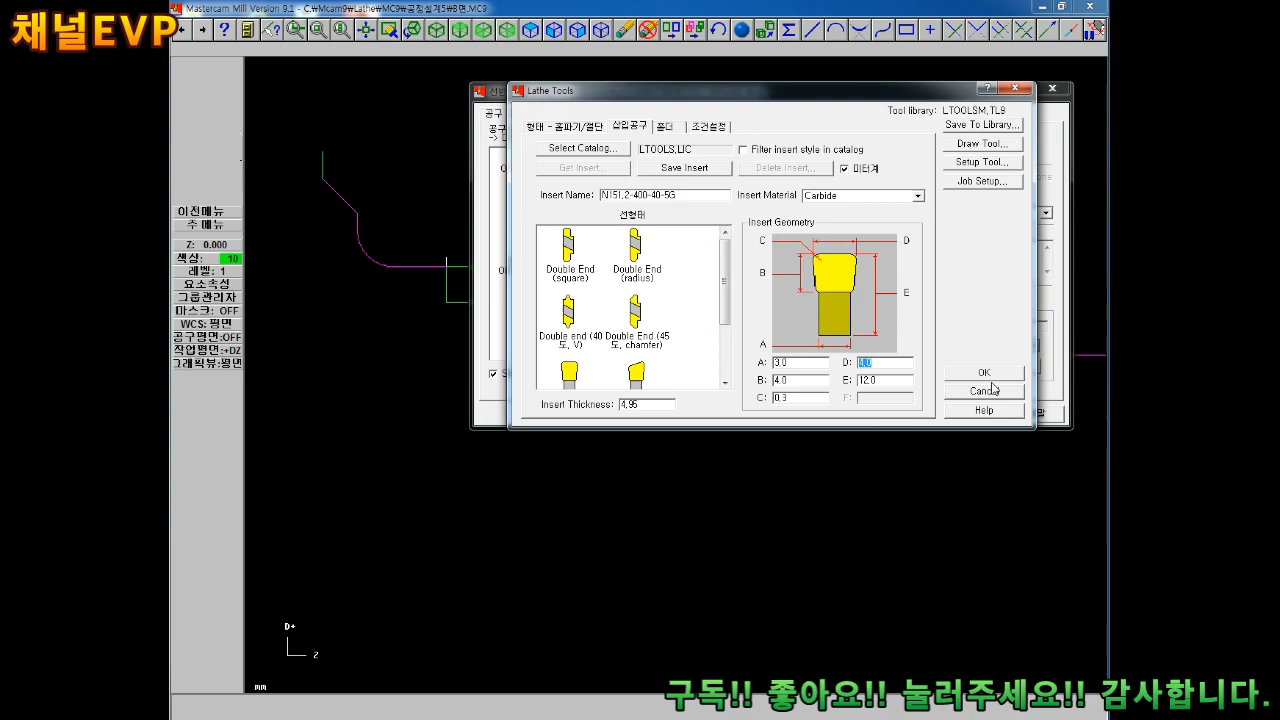 채널EVP
Mastercam Mill Version 9.1 - C:₩Mcam9₩Lathe₩MC9₩공정설계5₩B면.MC9
이전메뉴
주 메뉴
Z: 0.000
색상: 10
레벨: 1
요소속성
그룹관리자
마스크: OFF
WCS: 평면
공구평면:OFF
작업평면:+DZ
그래픽뷰:평면
Lathe Tools
Tool library: LTOOLSM.TL9
형태 - 홈파기/절단 삽입공구 홀더 조건설정
Save To Library...
Select Catalog... LTOOLS.LIC Filter insert style in catalog
Draw Tool...
Get Insert... Save Insert Delete Insert... 미터계
Setup Tool...
Job Setup...
Insert Name: N151.2-400-40-5G Insert Material Carbide
선형태
Insert Geometry
Double End (square)
Double End (radius)
Double end (40 도, V)
Double End (45 도, chamfer)
Insert Thickness: 4.95
C D
B E
A
A: 3.0 D: 4.0
B: 4.0 E: 12.0
C: 0.3 F:
OK
Cancel
Help
D+
Z
mm
구독!! 좋아요!! 눌러주세요!! 감사합니다.